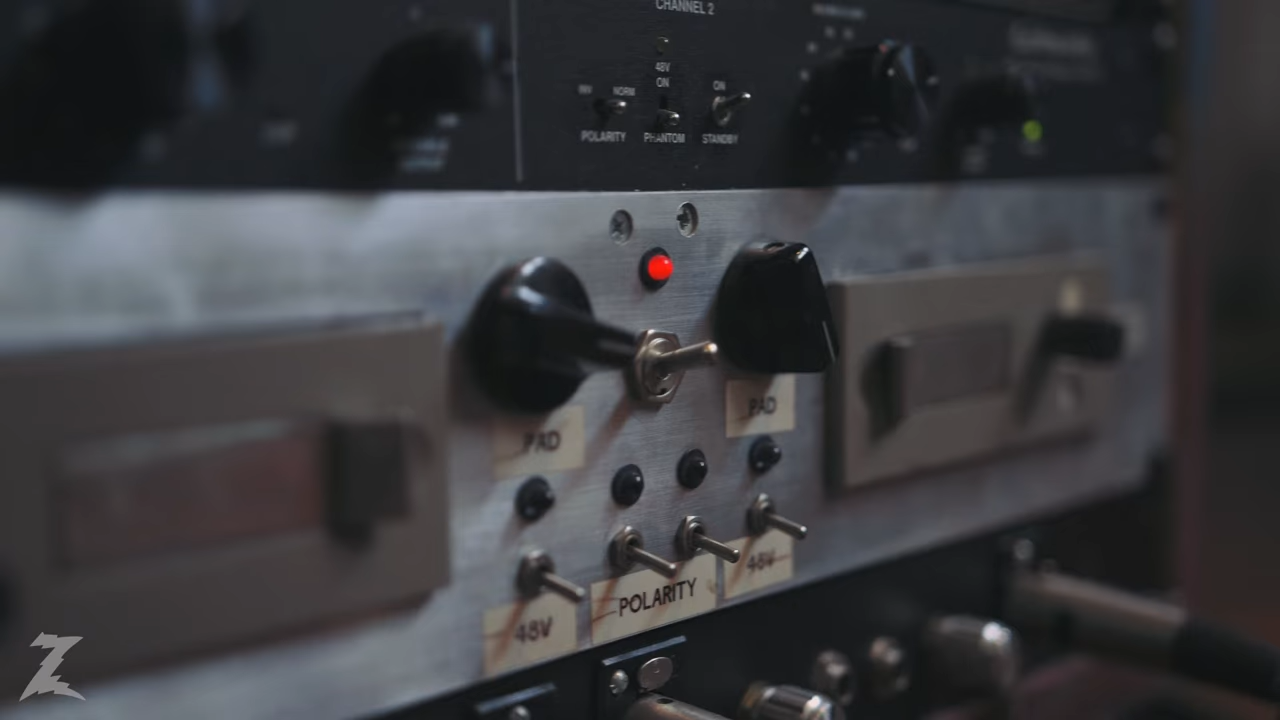 CHANNEL 2
48V
ON
INV NORM
ON
POLARITY PHANTOM STANDBY
PAD
PAD
48V
POLARITY
48V